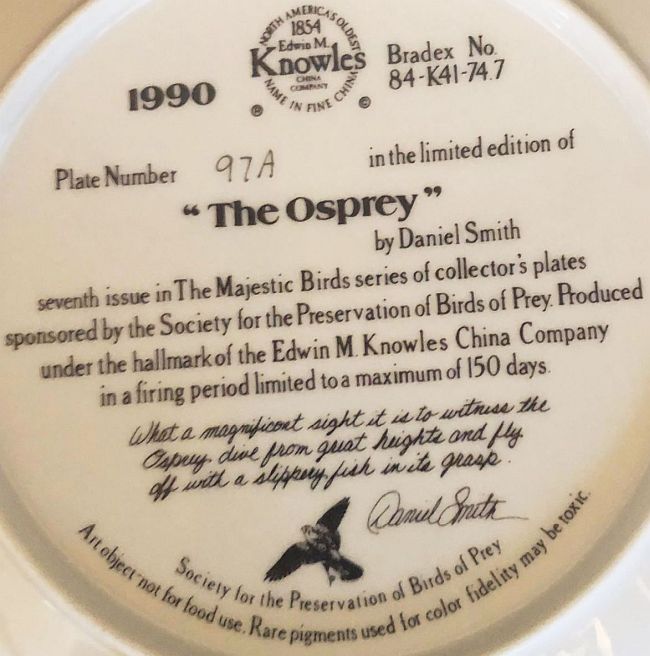 NORTH AMERICA'S OLDEST
1854
Edwin M.
Knowles
CHINA
COMPANY
NAME IN FINE CHINA
® ©
1990
Bradex No.
84-K41-74.7
Plate Number 97A in the limited edition of
“The Osprey”
by Daniel Smith
seventh issue in The Majestic Birds series of collector's plates
sponsored by the Society for the Preservation of Birds of Prey. Produced
under the hallmark of the Edwin M. Knowles China Company
in a firing period limited to a maximum of 150 days.
What a magnificent sight it is to witness the
Osprey dive from great heights and fly
off with a slippery fish in its grasp.
Daniel Smith
Society for the Preservation of Birds of Prey
Art object–not for food use. Rare pigments used for color fidelity may be toxic.